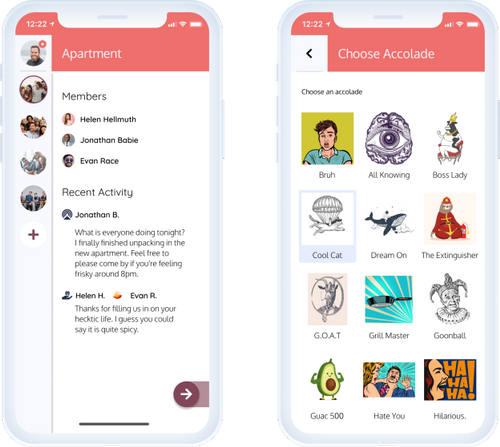 12:22
Apartment
Members
Helen Hellmuth
Jonathan Babie
Evan Race
Recent Activity
Jonathan B.
What is everyone doing tonight?
I finally finished unpacking in the
new apartment. Feel free to
please come by if you're feeling
frisky around 8pm.
Helen H. Evan R.
Thanks for filling us in on your
hecktic life. I guess you could
say it is quite spicy.
12:22
Choose Accolade
Choose an accolade
Bruh All Knowing Boss Lady
Cool Cat Dream On The Extinguisher
G.O.A.T Grill Master Goonball
HA HA HA!
Guac 500 Hate You Hilarious.